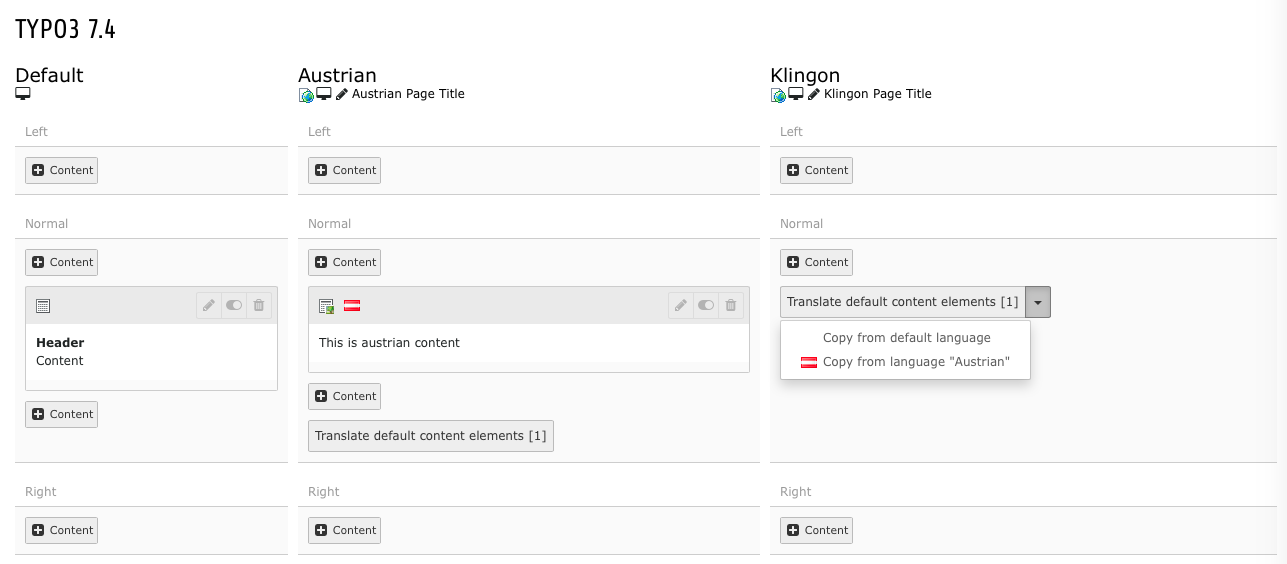 TYPO3 7.4
Default
Austrian
Klingon
Austrian Page Title
Klingon Page Title
Left
Left
Left
Content
Content
Content
Normal
Normal
Normal
Content
Content
Content
Translate default content elements [1]
Header
Content
This is austrian content
Copy from default language
Copy from language "Austrian"
Content
Content
Translate default content elements [1]
Right
Right
Right
Content
Content
Content